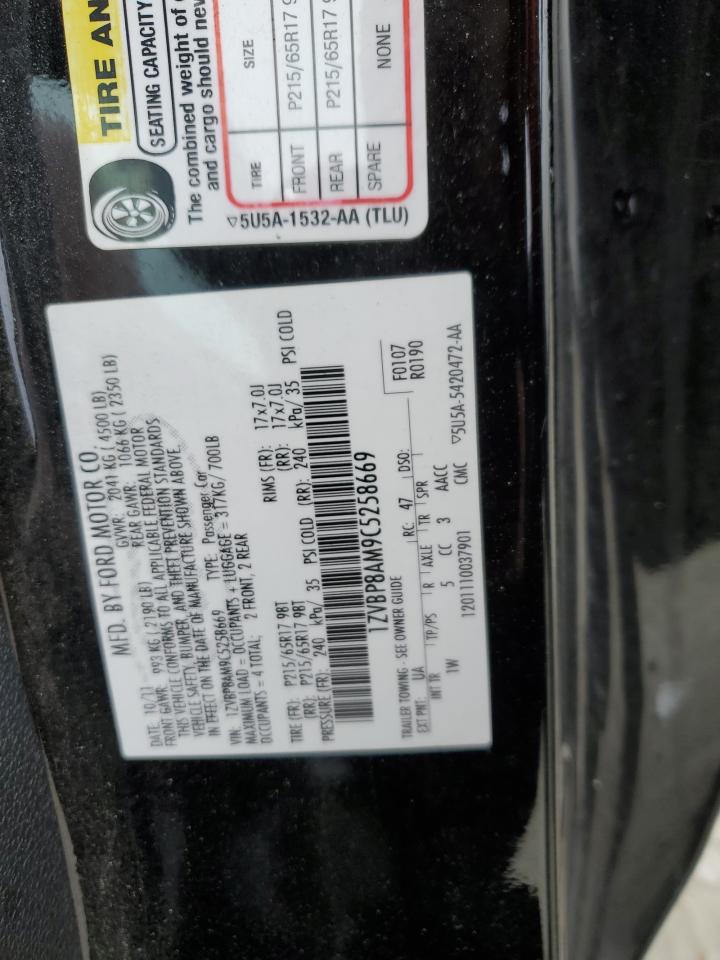 TIRE AN
SEATING CAPACITY
The combined weight of
and cargo should nev
TIRE SIZE
FRONT P215/65R17 9
REAR P215/65R17 9
SPARE NONE
▽5U5A-1532-AA (TLU)
MFD. BY FORD MOTOR CO.
DATE: 10/11 GVWR: 2041 KG ( 4500 LB)
FRONT GAWR: 993 KG ( 2190 LB) REAR GAWR: 1066 KG ( 2350 LB)
THIS VEHICLE CONFORMS TO ALL APPLICABLE FEDERAL MOTOR
VEHICLE SAFETY, BUMPER, AND THEFT PREVENTION STANDARDS
IN EFFECT ON THE DATE OF MANUFACTURE SHOWN ABOVE
VIN: 1ZVBP8AM9C5258669 TYPE: Passenger Car
MAXIMUM LOAD = OCCUPANTS + LUGGAGE = 317KG/ 700LB
OCCUPANTS = 4 TOTAL; 2 FRONT, 2 REAR
TIRE (FR): P215/65R17 98T RIMS (FR): 17x7.0J
(RR): P215/65R17 98T (RR): 17x7.0J
PRESSURE (FR): 240 kPa/ 35 PSI COLD (RR): 240 kPa/ 35 PSI COLD
1ZVBP8AM9C5258669
F0107
R0190
TRAILER TOWING - SEE OWNER GUIDE
EXT PNT: UA RC: 47 DSO:
INT TR TP/PS R AXLE TR SPR
1W 5 CC 3 AACC
1201110037901 CMC ▽5U5A-5420472-AA